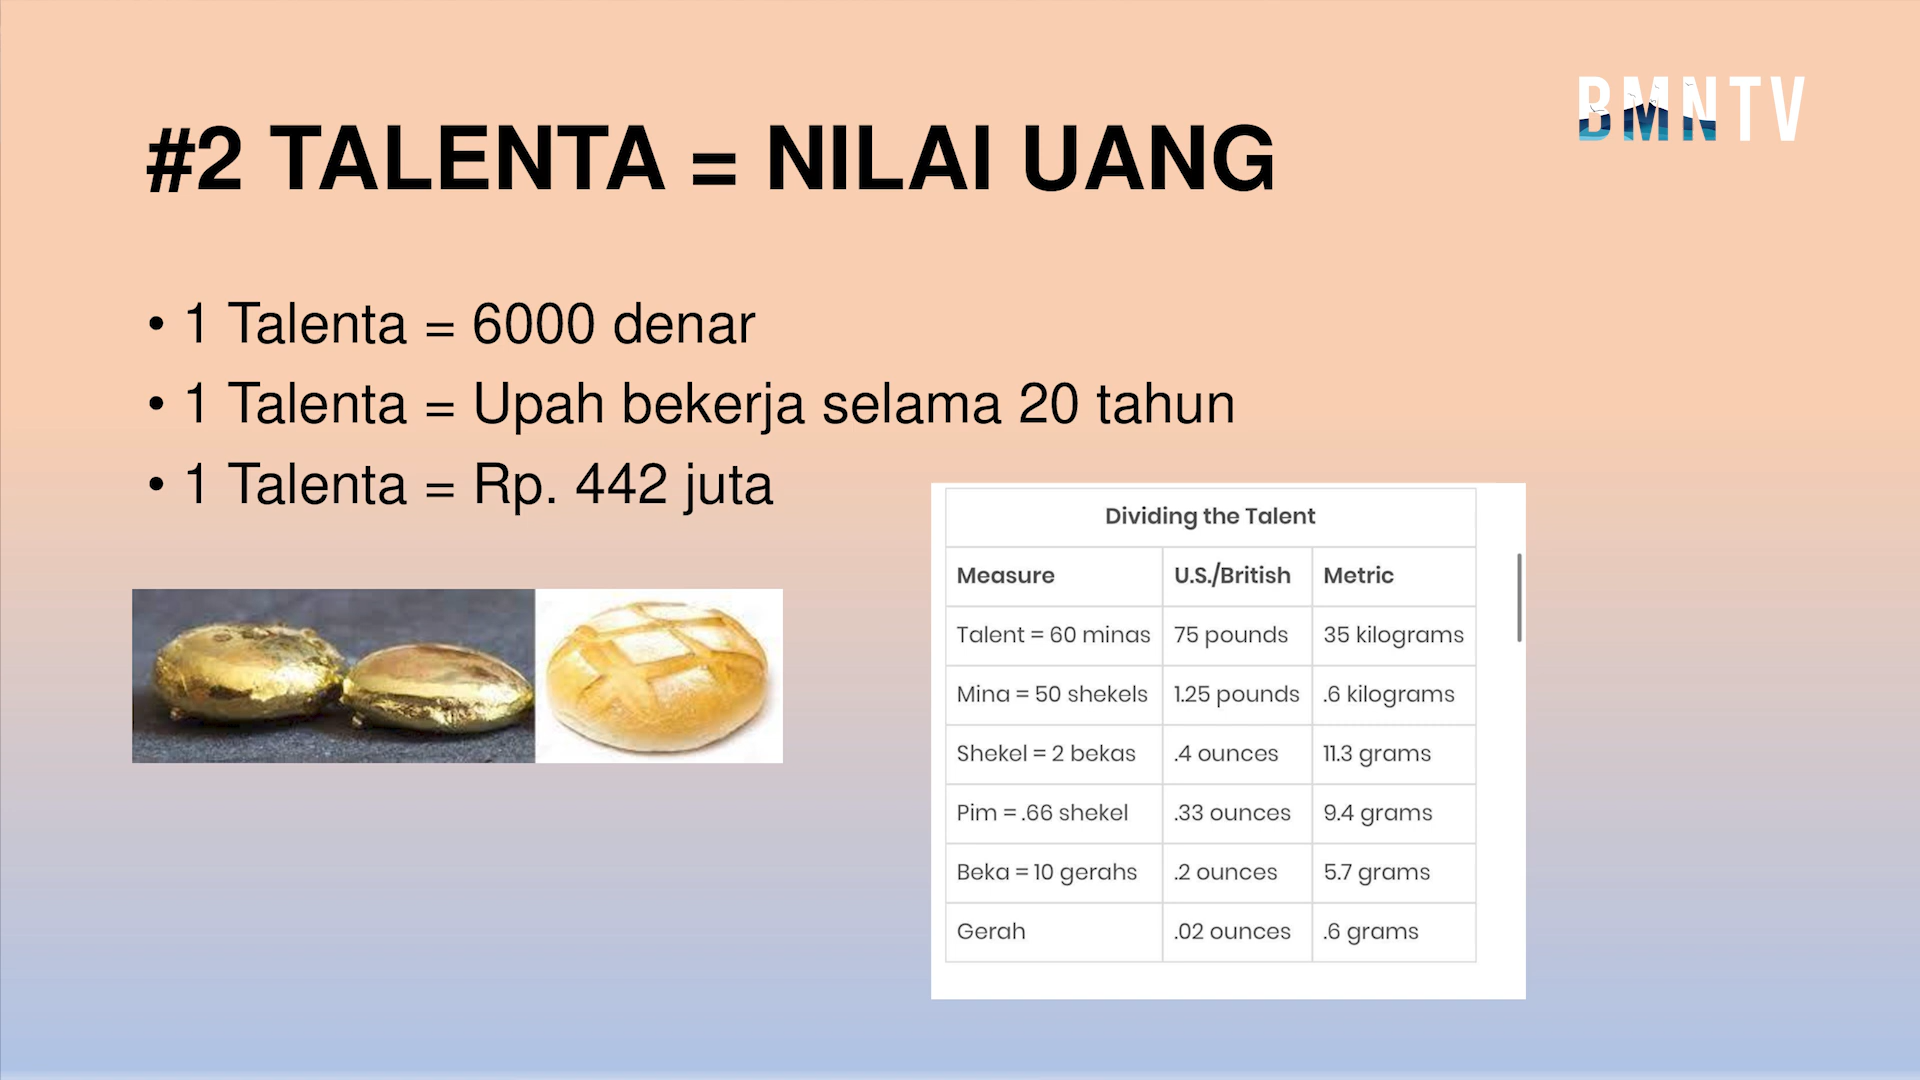 BMNTV
#2 TALENTA = NILAI UANG
• 1 Talenta = 6000 denar
• 1 Talenta = Upah bekerja selama 20 tahun
• 1 Talenta = Rp. 442 juta
Dividing the Talent
Measure U.S./British Metric
Talent = 60 minas 75 pounds 35 kilograms
Mina = 50 shekels 1.25 pounds .6 kilograms
Shekel = 2 bekas .4 ounces 11.3 grams
Pim = .66 shekel .33 ounces 9.4 grams
Beka = 10 gerahs .2 ounces 5.7 grams
Gerah .02 ounces .6 grams